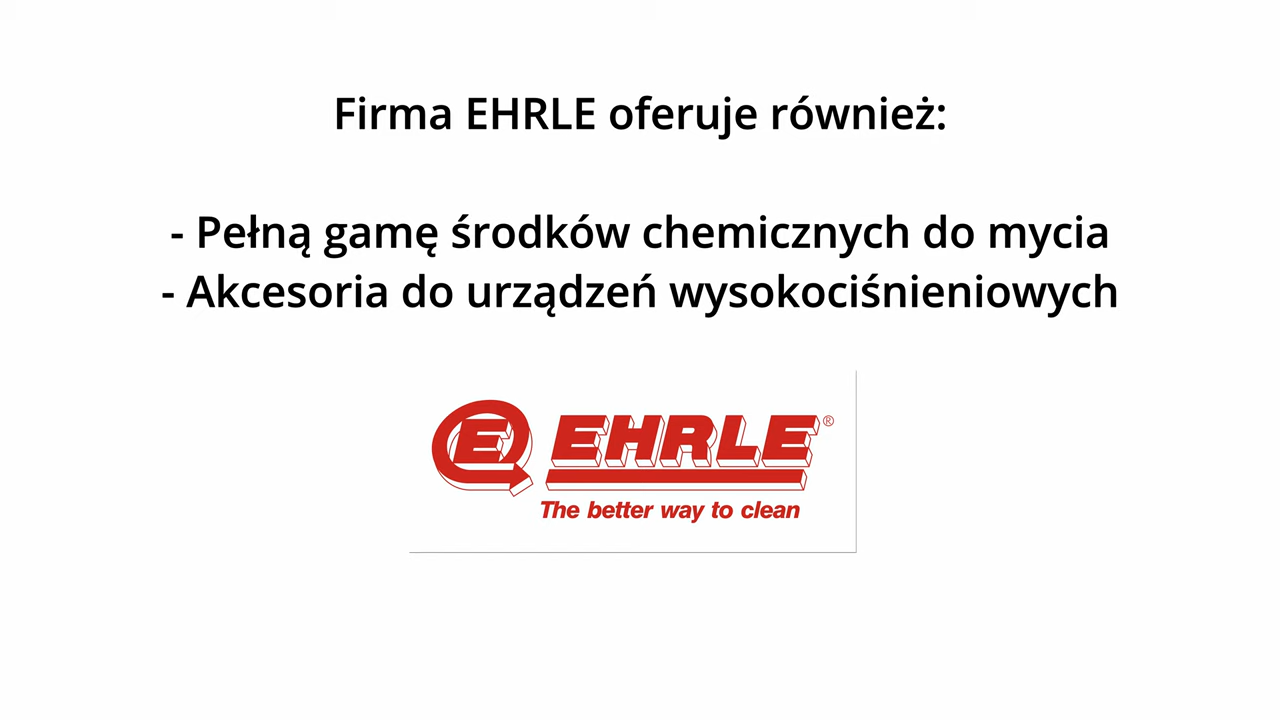 Firma EHRLE oferuje również:
- Pełną gamę środków chemicznych do mycia
- Akcesoria do urządzeń wysokociśnieniowych
E EHRLE®
The better way to clean